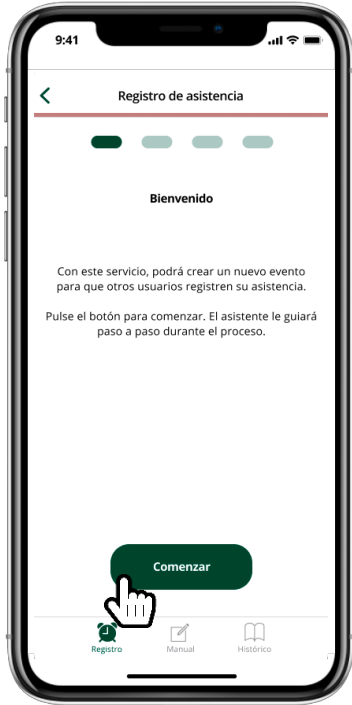 9:41
Registro de asistencia
Bienvenido
Con este servicio, podrá crear un nuevo evento
para que otros usuarios registren su asistencia.
Pulse el botón para comenzar. El asistente le guiará
paso a paso durante el proceso.
Comenzar
Registro
Manual
Histórico